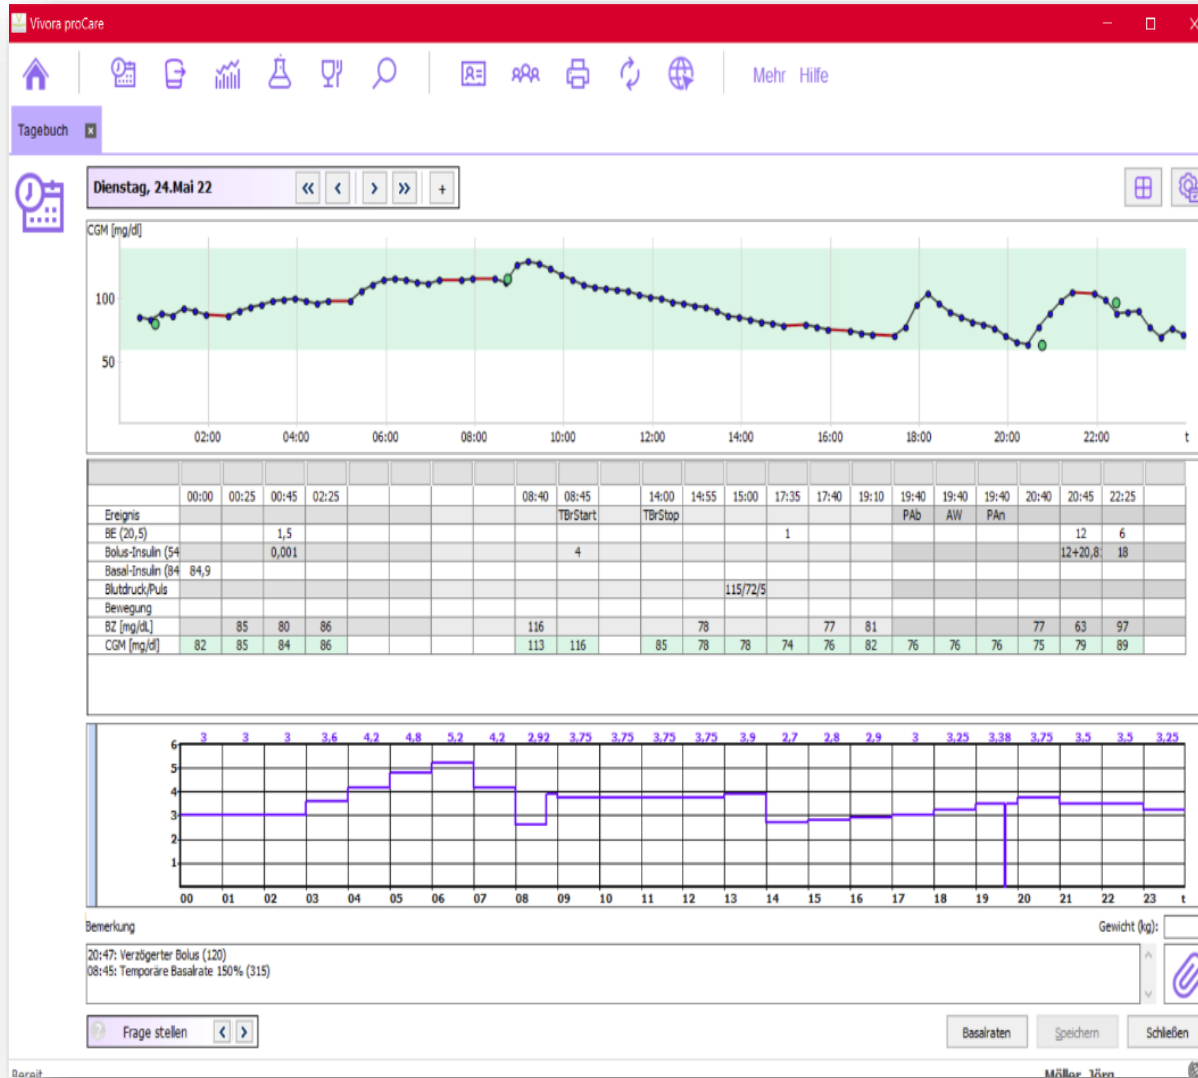 Vivora proCare
Mehr Hilfe
Tagebuch
Dienstag, 24.Mai 22
CGM [mg/dl]
100
50
02:00 04:00 06:00 08:00 10:00 12:00 14:00 16:00 18:00 20:00 22:00 t
00:00 00:25 00:45 02:25 08:40 08:45 14:00 14:55 15:00 17:35 17:40 19:10 19:40 19:40 19:40 20:40 20:45 22:25
Ereignis TBrStart TBrStop PAb AW PAn
BE (20,5) 1,5 1 12 6
Bolus-Insulin (54 0,001 4 12+20,8 18
Basal-Insulin (84 84,9
Blutdruck/Puls 115/72/5
Bewegung
BZ [mg/dL] 85 80 86 116 78 77 81 77 63 97
CGM [mg/dl] 82 85 84 86 113 116 85 78 78 74 76 82 76 76 76 75 79 89
3 3 3 3,6 4,2 4,8 5,2 4,2 2,92 3,75 3,75 3,75 3,75 3,9 2,7 2,8 2,9 3 3,25 3,38 3,75 3,5 3,5 3,25
6
5
4
3
2
1
00 01 02 03 04 05 06 07 08 09 10 11 12 13 14 15 16 17 18 19 20 21 22 23 t
Bemerkung Gewicht (kg):
20:47: Verzögerter Bolus (120)
08:45: Temporäre Basalrate 150% (315)
Frage stellen Basalraten Speichern Schließen
Bereit Möller, Jörg